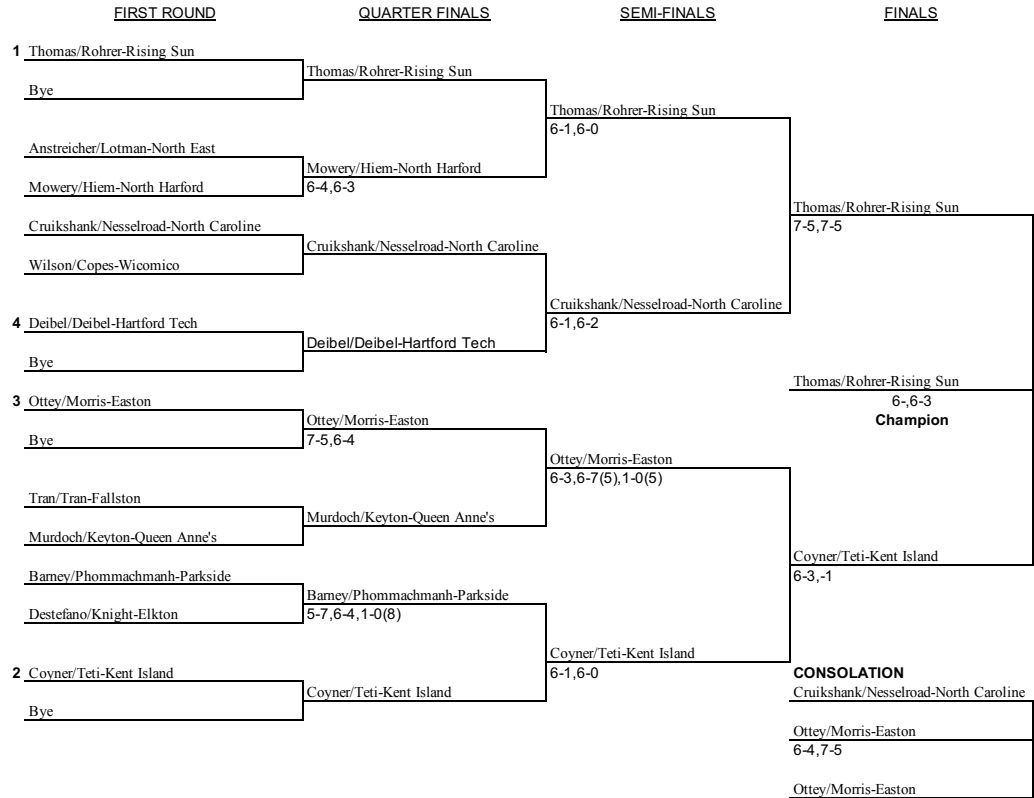 FIRST ROUND QUARTER FINALS SEMI-FINALS FINALS
1 Thomas/Rohrer-Rising Sun
Thomas/Rohrer-Rising Sun
Bye
Thomas/Rohrer-Rising Sun
6-1,6-0
Anstreicher/Lotman-North East
Mowery/Hiem-North Harford
Mowery/Hiem-North Harford
6-4,6-3
Thomas/Rohrer-Rising Sun
7-5,7-5
Cruikshank/Nesselroad-North Caroline
Cruikshank/Nesselroad-North Caroline
Wilson/Copes-Wicomico
Cruikshank/Nesselroad-North Caroline
6-1,6-2
4 Deibel/Deibel-Hartford Tech
Deibel/Deibel-Hartford Tech
Bye
Thomas/Rohrer-Rising Sun
6-,6-3
Champion
3 Ottey/Morris-Easton
Ottey/Morris-Easton
7-5,6-4
Bye
Ottey/Morris-Easton
6-3,6-7(5),1-0(5)
Tran/Tran-Fallston
Murdoch/Keyton-Queen Anne's
Murdoch/Keyton-Queen Anne's
Coyner/Teti-Kent Island
6-3,-1
Barney/Phommachmanh-Parkside
Barney/Phommachmanh-Parkside
5-7,6-4,1-0(8)
Destefano/Knight-Elkton
Coyner/Teti-Kent Island
6-1,6-0
2 Coyner/Teti-Kent Island
Coyner/Teti-Kent Island
Bye
CONSOLATION
Cruikshank/Nesselroad-North Caroline
Ottey/Morris-Easton
6-4,7-5
Ottey/Morris-Easton